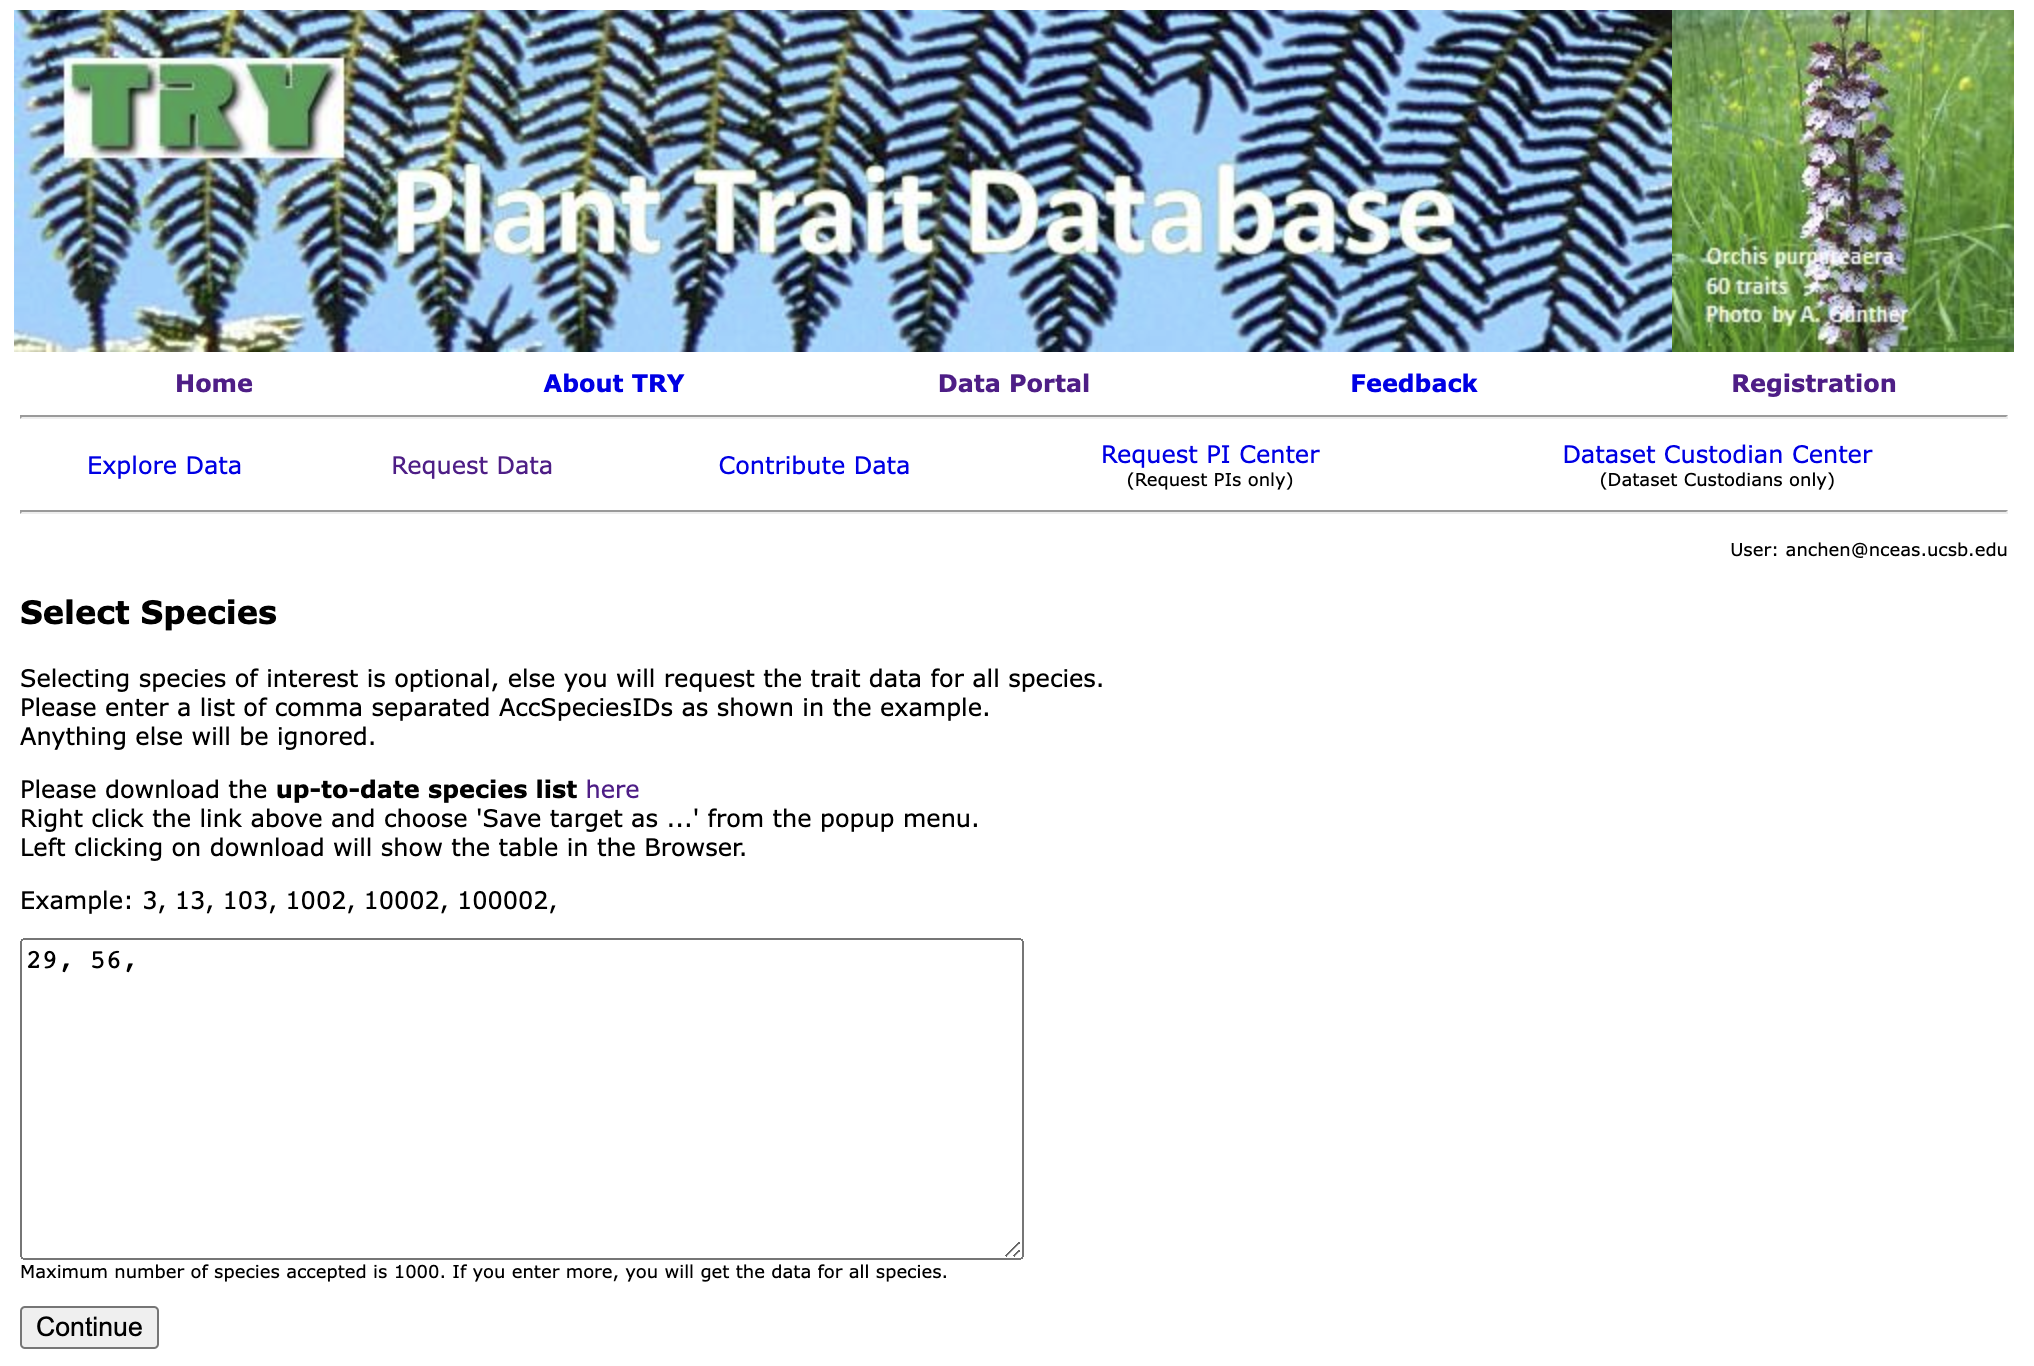 TRY
Plant Trait Database
Orchis purpureaera
60 traits
Photo by A. Günther
Home About TRY Data Portal Feedback Registration
Explore Data Request Data Contribute Data Request PI Center Dataset Custodian Center
(Request PIs only) (Dataset Custodians only)
User: anchen@nceas.ucsb.edu
Select Species
Selecting species of interest is optional, else you will request the trait data for all species.
Please enter a list of comma separated AccSpeciesIDs as shown in the example.
Anything else will be ignored.
Please download the up-to-date species list here
Right click the link above and choose 'Save target as ...' from the popup menu.
Left clicking on download will show the table in the Browser.
Example: 3, 13, 103, 1002, 10002, 100002,
29, 56,
Maximum number of species accepted is 1000. If you enter more, you will get the data for all species.
Continue